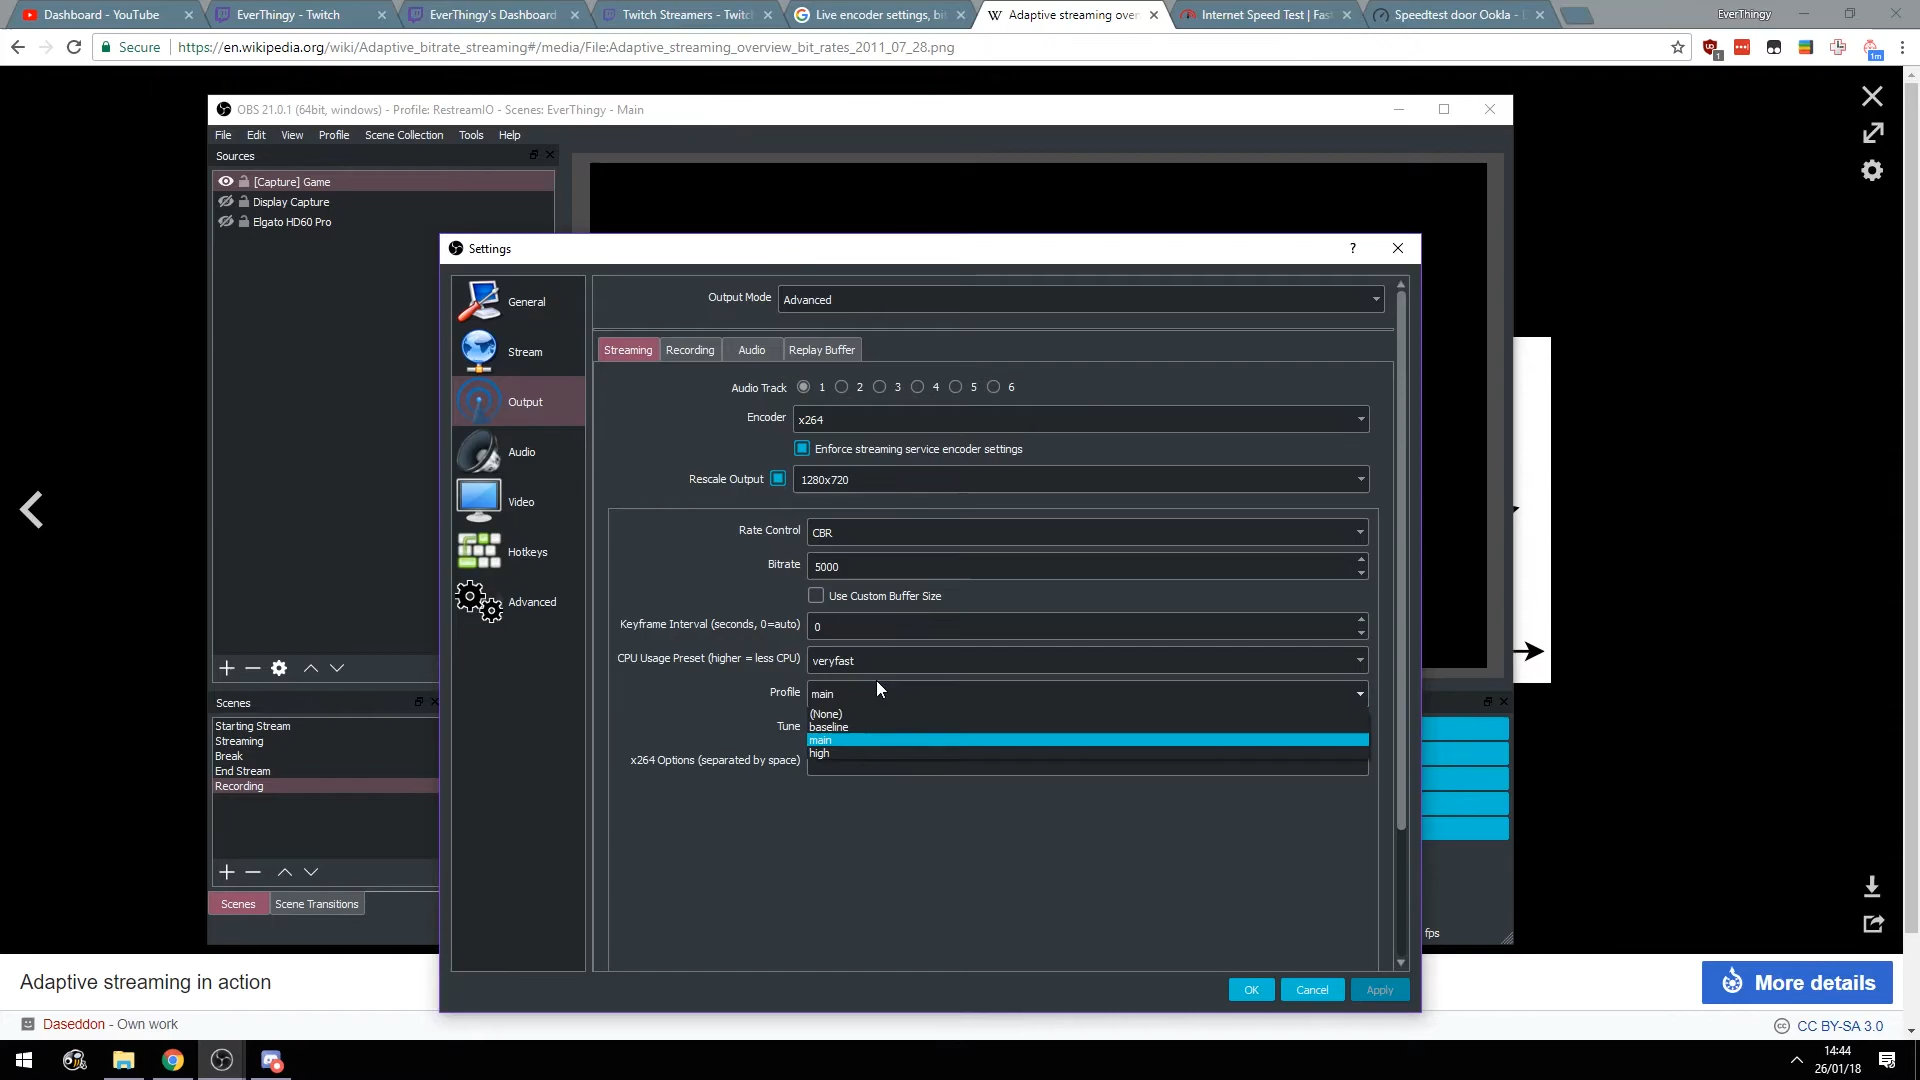 Dashboard - YouTube
EverThingy - Twitch
EverThingy's Dashboard
Twitch Streamers - Twitc
Live encoder settings, bi
Adaptive streaming over
Internet Speed Test | Fas
Speedtest door Ookla -
EverThingy
Secure
https://en.wikipedia.org/wiki/Adaptive_bitrate_streaming#/media/File:Adaptive_streaming_overview_bit_rates_2011_07_28.png
1
1m
OBS 21.0.1 (64bit, windows) - Profile: RestreamIO - Scenes: EverThingy - Main
File Edit View Profile Scene Collection Tools Help
Sources
[Capture] Game
Display Capture
Elgato HD60 Pro
Settings
?
General
Stream
Output
Audio
Video
Hotkeys
Advanced
Output Mode Advanced
Streaming Recording Audio Replay Buffer
Audio Track 1 2 3 4 5 6
Encoder x264
Enforce streaming service encoder settings
Rescale Output 1280x720
Rate Control CBR
Bitrate 5000
Use Custom Buffer Size
Keyframe Interval (seconds, 0=auto) 0
CPU Usage Preset (higher = less CPU) veryfast
Profile main
(None)
Tune baseline
main
high
x264 Options (separated by space)
Scenes
Starting Stream
Streaming
Break
End Stream
Recording
Scenes Scene Transitions
fps
OK Cancel Apply
Adaptive streaming in action
More details
Daseddon - Own work
CC BY-SA 3.0
14:44
26/01/18